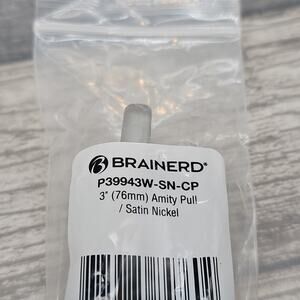 BRAINERD®
P39943W-SN-CP
3" (76mm) Amity Pull
/ Satin Nickel